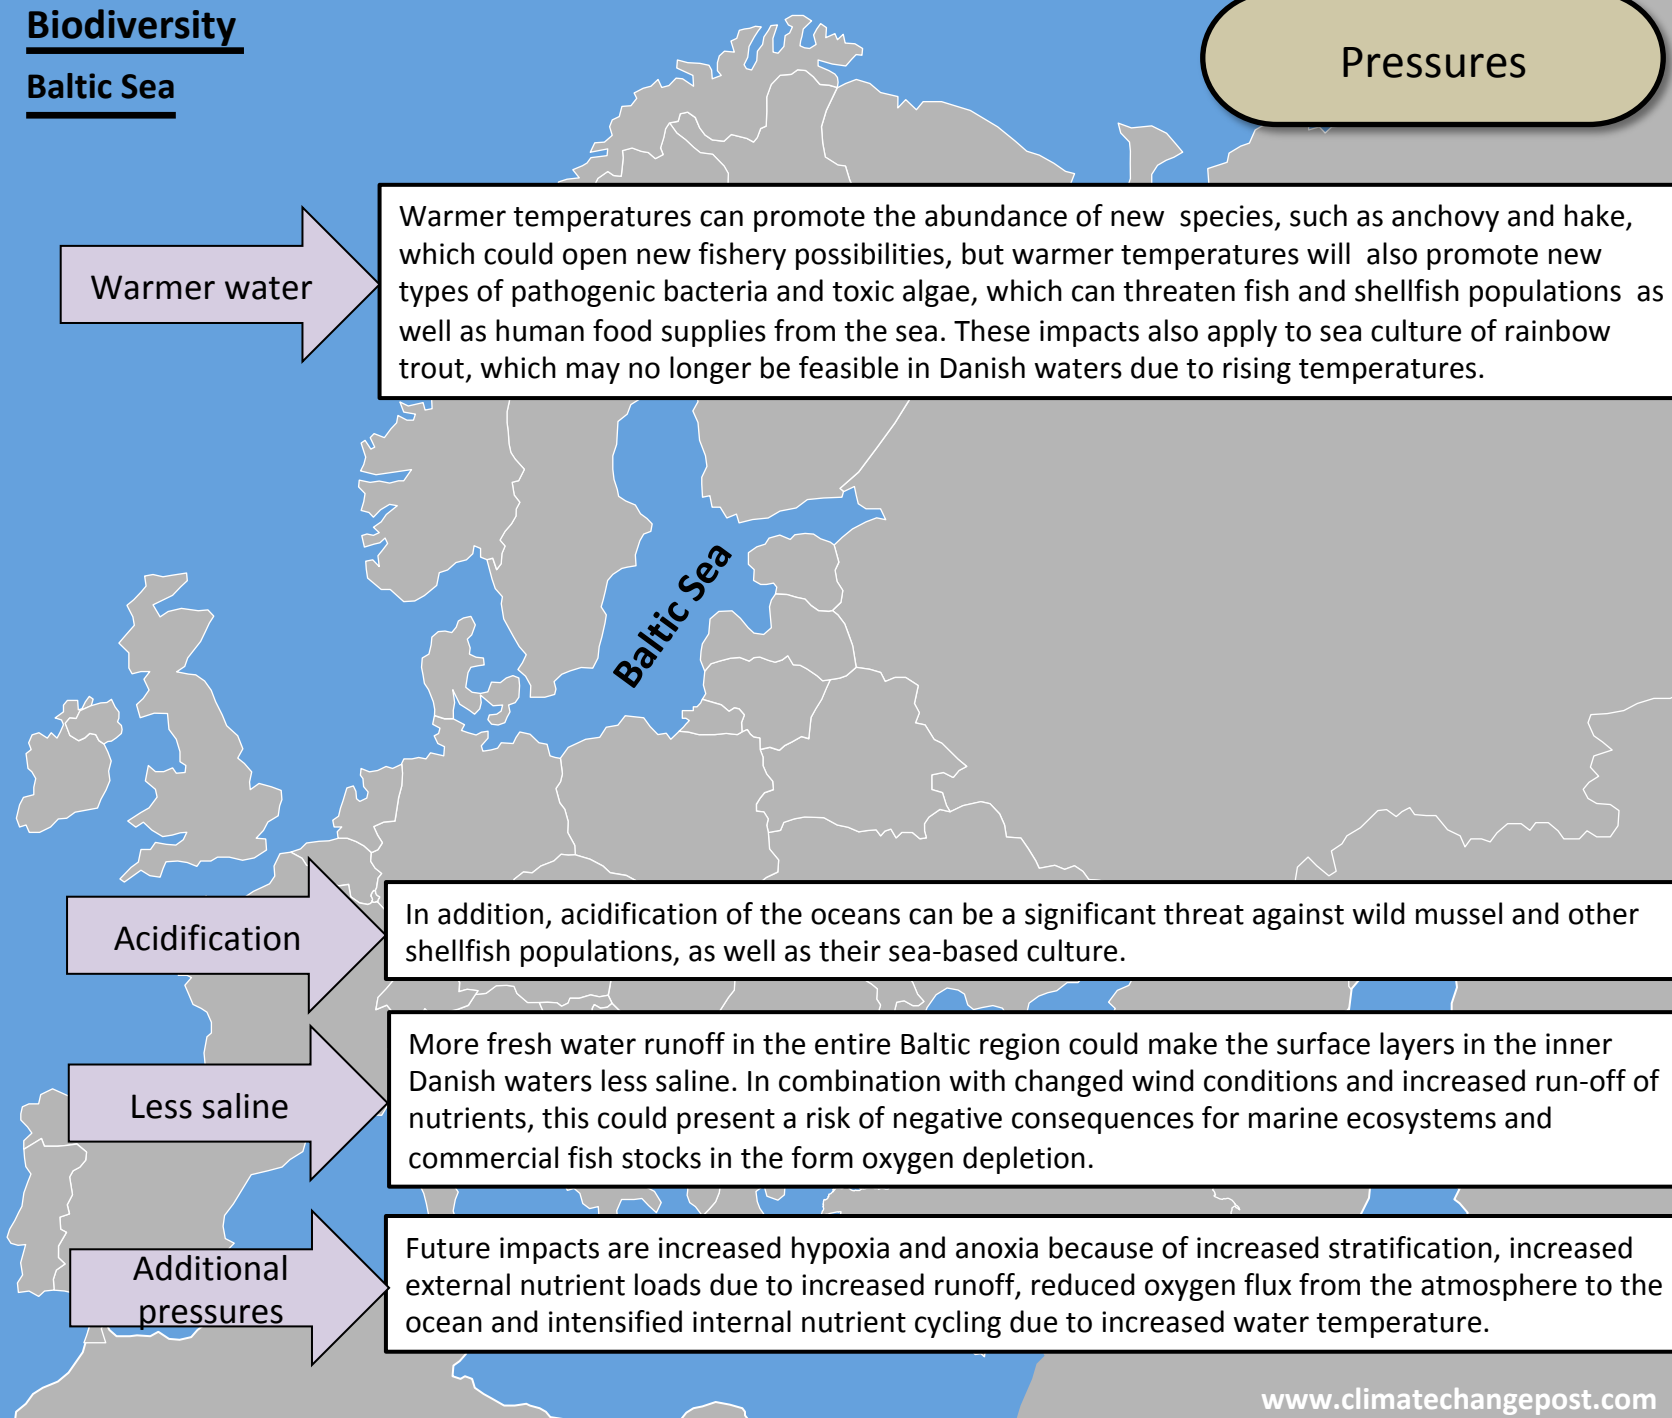 Biodiversity
Baltic Sea
Pressures
Warmer water
Warmer temperatures can promote the abundance of new species, such as anchovy and hake,
which could open new fishery possibilities, but warmer temperatures will also promote new
types of pathogenic bacteria and toxic algae, which can threaten fish and shellfish populations as
well as human food supplies from the sea. These impacts also apply to sea culture of rainbow
trout, which may no longer be feasible in Danish waters due to rising temperatures.
Baltic Sea
Acidification
In addition, acidification of the oceans can be a significant threat against wild mussel and other
shellfish populations, as well as their sea-based culture.
Less saline
More fresh water runoff in the entire Baltic region could make the surface layers in the inner
Danish waters less saline. In combination with changed wind conditions and increased run-off of
nutrients, this could present a risk of negative consequences for marine ecosystems and
commercial fish stocks in the form oxygen depletion.
Additional
pressures
Future impacts are increased hypoxia and anoxia because of increased stratification, increased
external nutrient loads due to increased runoff, reduced oxygen flux from the atmosphere to the
ocean and intensified internal nutrient cycling due to increased water temperature.
www.climatechangepost.com